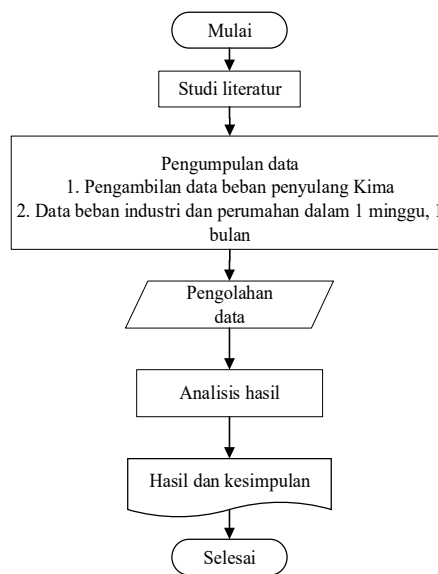 Mulai
Studi literatur
Pengumpulan data
1. Pengambilan data beban penyulang Kima
2. Data beban industri dan perumahan dalam 1 minggu, 1
bulan
Pengolahan
data
Analisis hasil
Hasil dan kesimpulan
Selesai